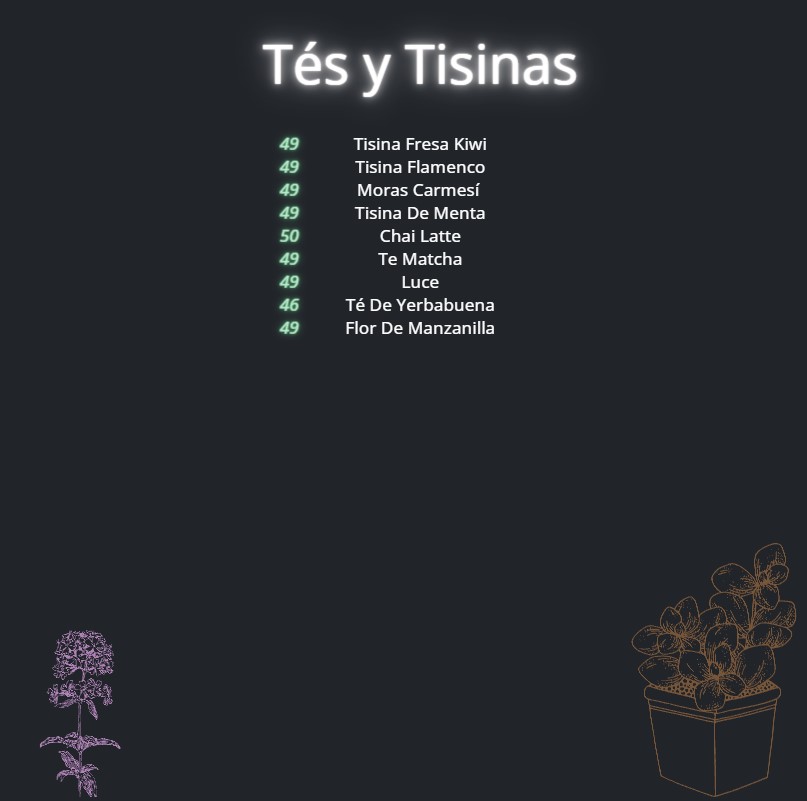 Tés y Tisinas
49 Tisina Fresa Kiwi
49 Tisina Flamenco
49 Moras Carmesí
49 Tisina De Menta
50 Chai Latte
49 Te Matcha
49 Luce
46 Té De Yerbabuena
49 Flor De Manzanilla